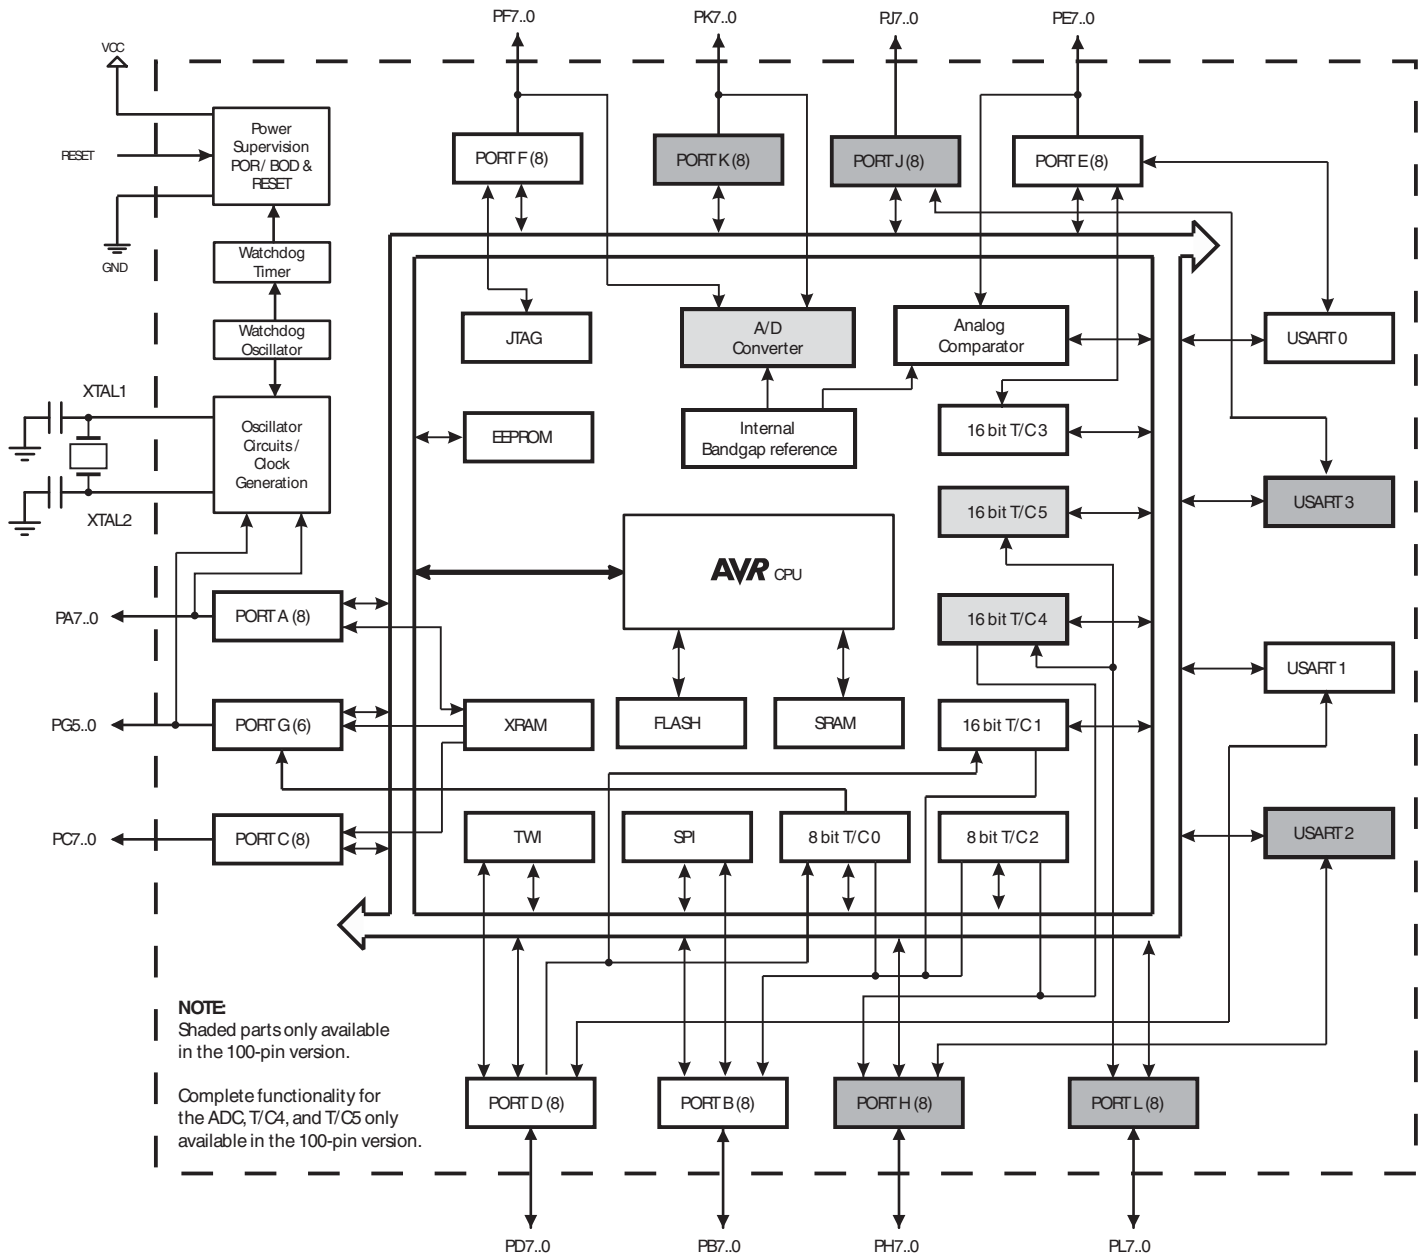 PF7..0
PK7..0
PJ7..0
PE7..0
VCC
RESET
GND
Power
Supervision
POR / BOD &
RESET
PORT F (8)
PORT K (8)
PORT J (8)
PORT E (8)
Watchdog
Timer
Watchdog
Oscillator
JTAG
A/D
Converter
Analog
Comparator
USART 0
XTAL1
Oscillator
Circuits /
Clock
Generation
XTAL2
EEPROM
Internal
Bandgap reference
16 bit T/C 3
USART 3
16 bit T/C 5
AVR CPU
PA7..0
PORT A (8)
16 bit T/C 4
USART 1
PG5..0
PORT G (6)
XRAM
FLASH
SRAM
16 bit T/C 1
PC7..0
PORT C (8)
TWI
SPI
8 bit T/C 0
8 bit T/C 2
USART 2
NOTE:
Shaded parts only available
in the 100-pin version.
Complete functionality for
the ADC, T/C4, and T/C5 only
available in the 100-pin version.
PORT D (8)
PORT B (8)
PORT H (8)
PORT L (8)
PD7..0
PB7..0
PH7..0
PL7..0